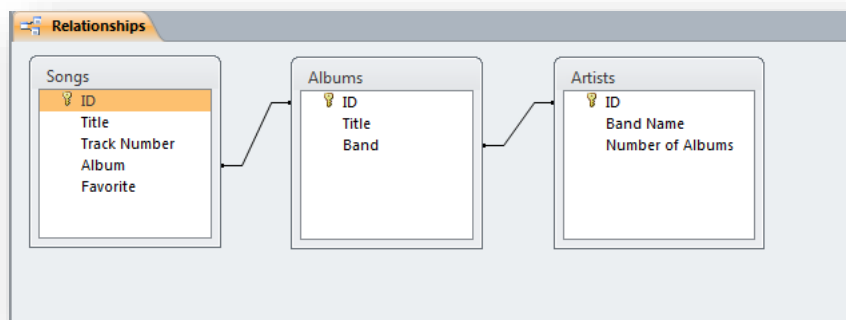 Relationships
Songs
ID
Title
Track Number
Album
Favorite
Albums
ID
Title
Band
Artists
ID
Band Name
Number of Albums